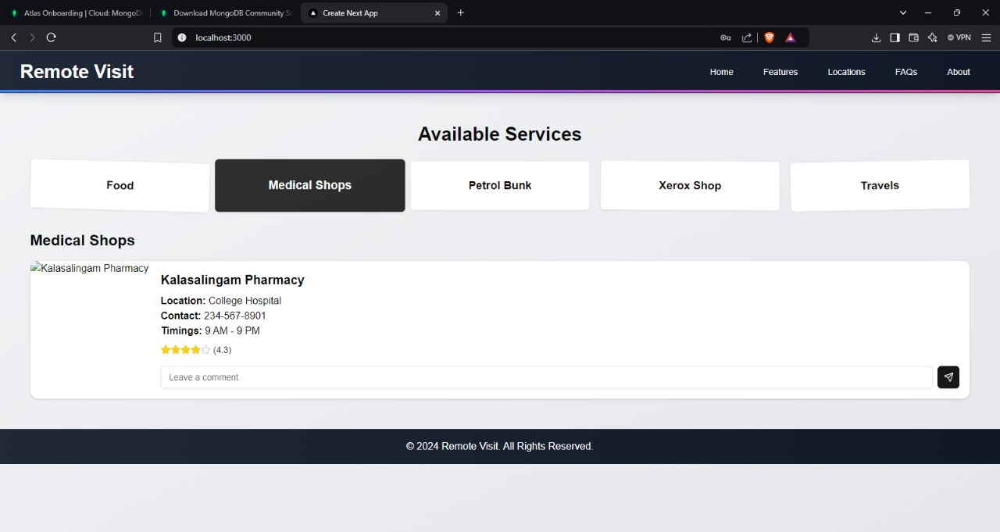 Atlas Onboarding | Cloud: MongoD
Download MongoDB Community Se
Create Next App
localhost:3000
VPN
Remote Visit
Home
Features
Locations
FAQs
About
Available Services
Food
Medical Shops
Petrol Bunk
Xerox Shop
Travels
Medical Shops
Kalasalingam Pharmacy
Kalasalingam Pharmacy
Location: College Hospital
Contact: 234-567-8901
Timings: 9 AM - 9 PM
(4.3)
Leave a comment
© 2024 Remote Visit. All Rights Reserved.